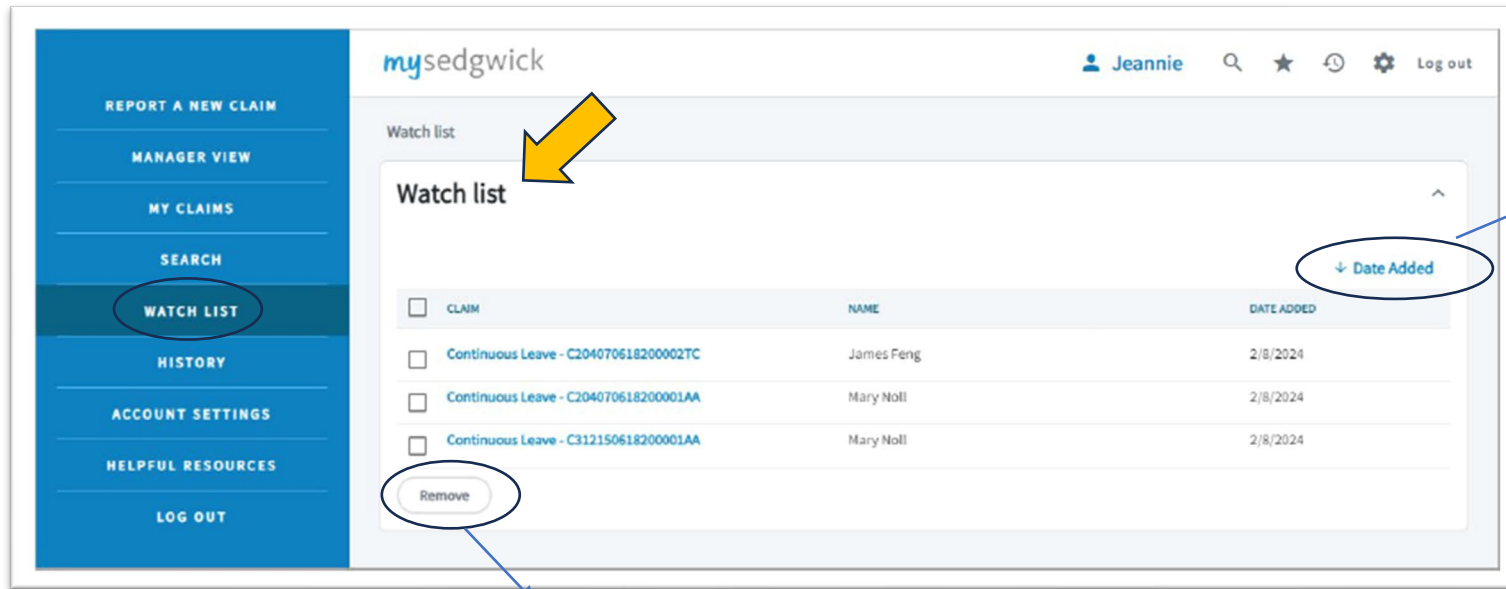 REPORT A NEW CLAIM
MANAGER VIEW
MY CLAIMS
SEARCH
WATCH LIST
HISTORY
ACCOUNT SETTINGS
HELPFUL RESOURCES
LOG OUT
mysedgwick
Jeannie Log out
Watch list
Watch list
Date Added
CLAIM NAME DATE ADDED
Continuous Leave - C204070618200002TC James Feng 2/8/2024
Continuous Leave - C204070618200001AA Mary Noll 2/8/2024
Continuous Leave - C312150618200001AA Mary Noll 2/8/2024
Remove